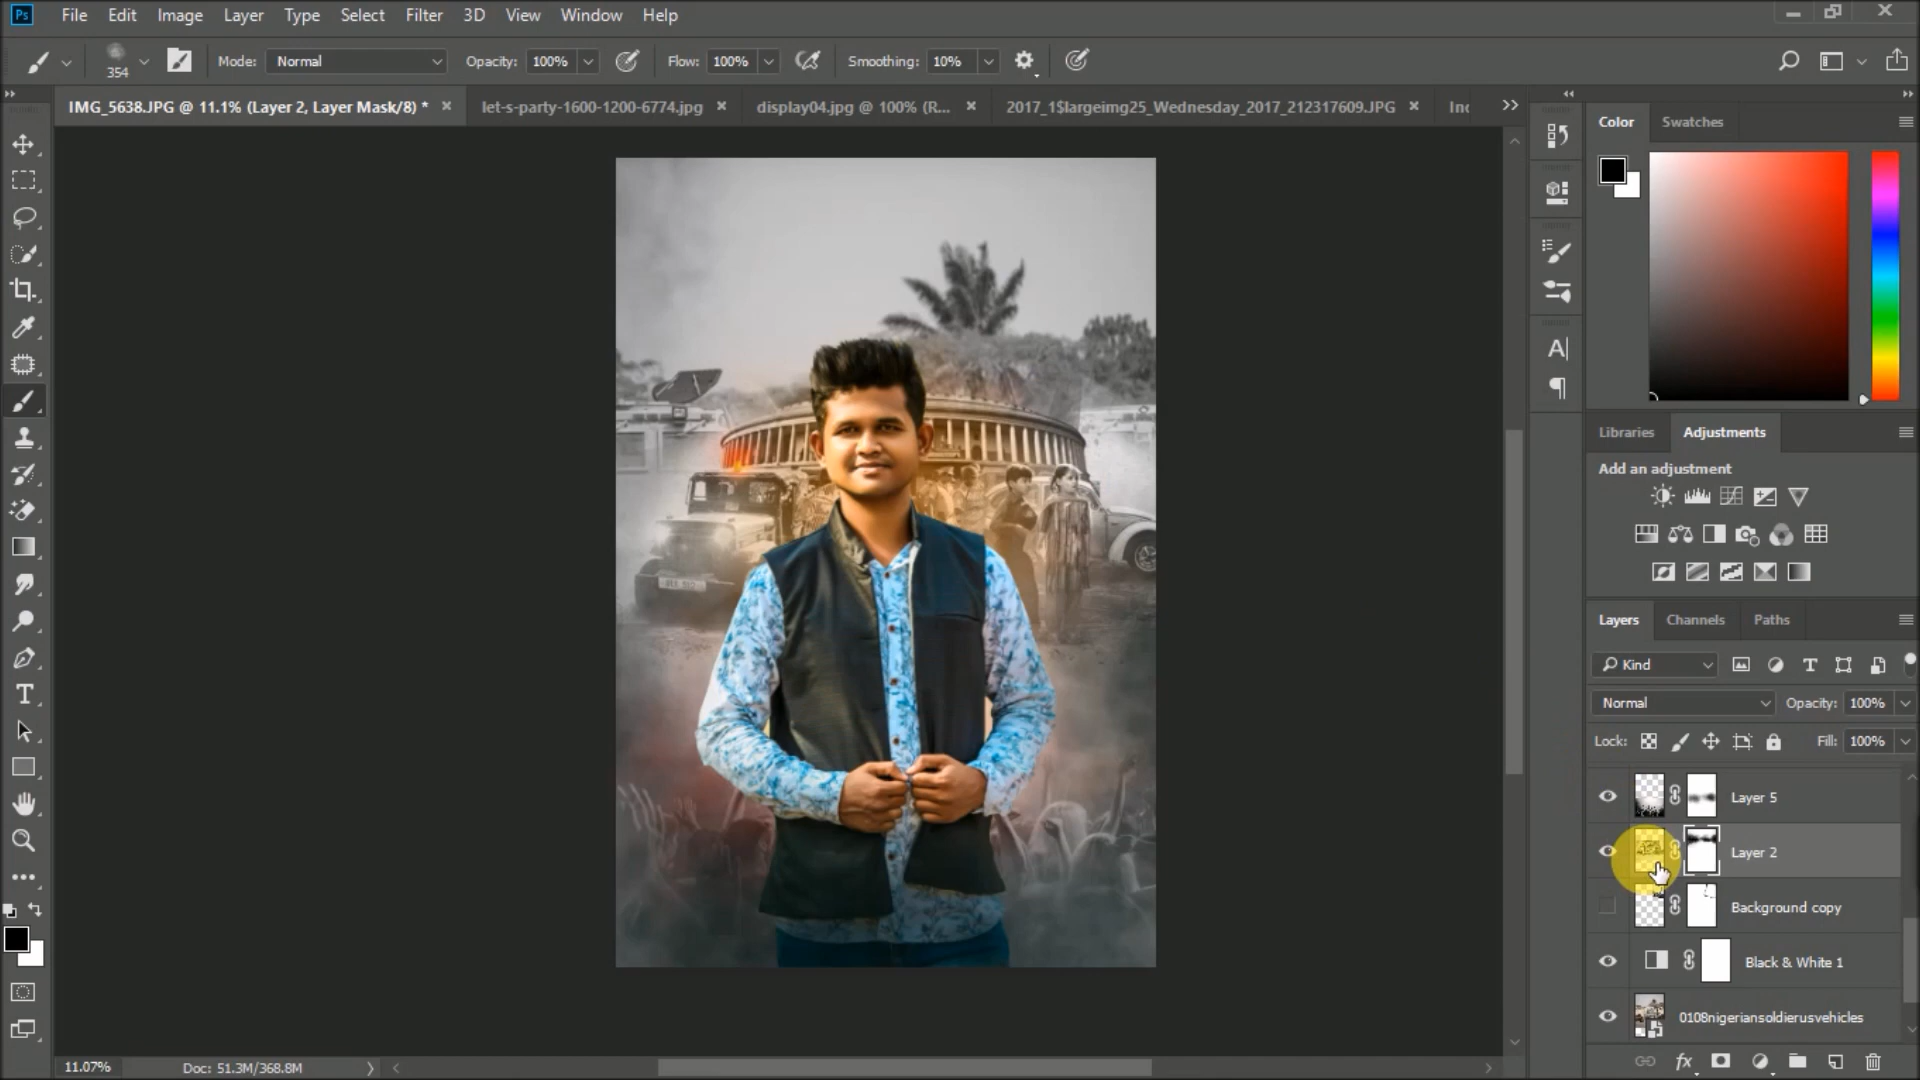 Ps File Edit Image Layer Type Select Filter 3D View Window Help
354 Mode: Normal Opacity: 100% Flow: 100% Smoothing: 10%
IMG_5638.JPG @ 11.1% (Layer 2, Layer Mask/8) * let-s-party-1600-1200-6774.jpg display04.jpg @ 100% (R... 2017_1$largeimg25_Wednesday_2017_212317609.JPG Inc
Color Swatches
Libraries Adjustments
Add an adjustment
Layers Channels Paths
Kind
Normal Opacity: 100%
Lock: Fill: 100%
Layer 5
Layer 2
Background copy
Black & White 1
0108nigeriansoldierusvehicles
fx
11.07% Doc: 51.3M/368.8M